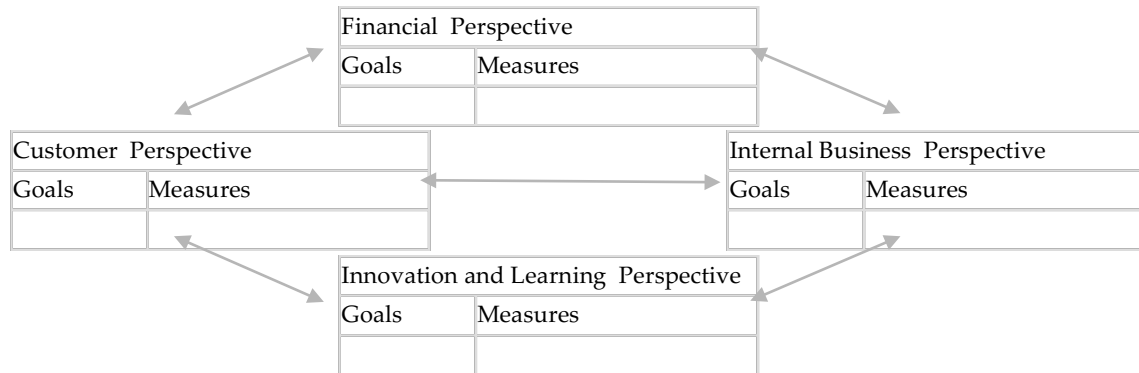 Financial Perspective
Goals Measures
Customer Perspective
Goals Measures
Internal Business Perspective
Goals Measures
Innovation and Learning Perspective
Goals Measures